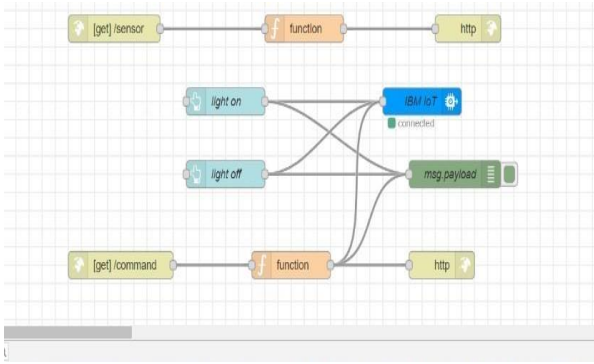 [get] /sensor
function
http
light on
IBM IoT
connected
light off
msg.payload
[get] /command
function
http